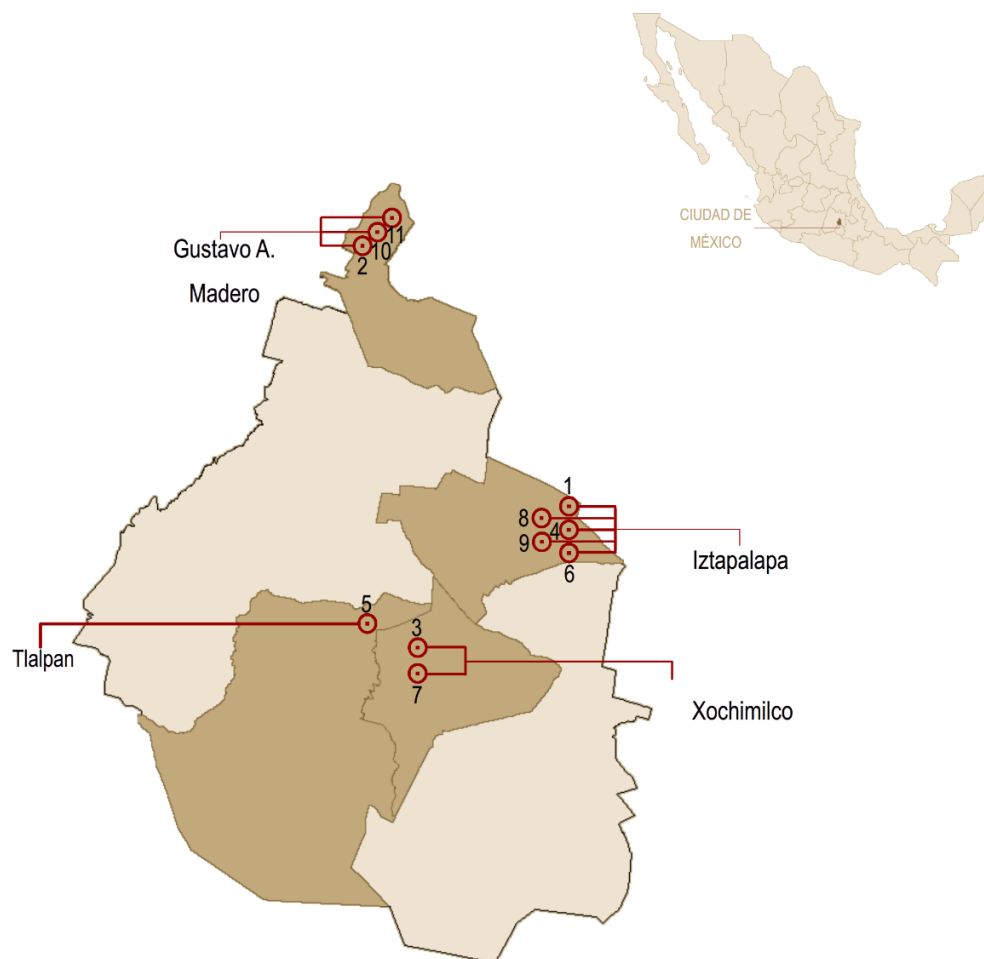 CIUDAD DE
MÉXICO
Gustavo A.
Madero
11
10
2
1
8
4
9
6
Iztapalapa
5
Tlalpan
3
7
Xochimilco